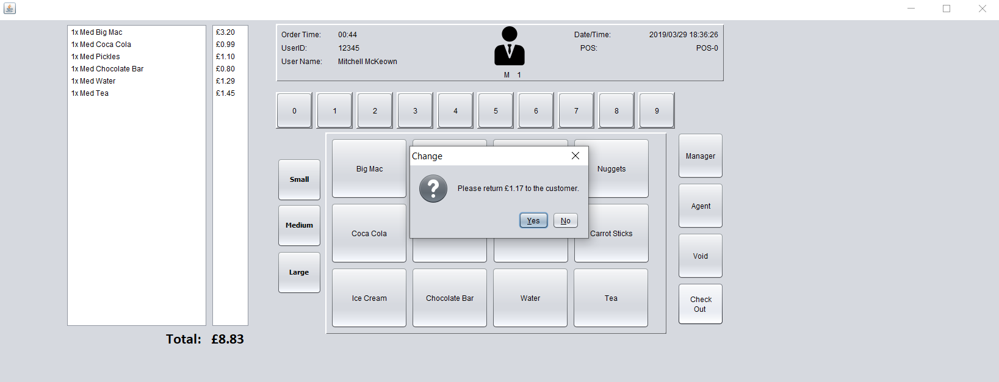 1x Med Big Mac £3.20
1x Med Coca Cola £0.99
1x Med Pickles £1.10
1x Med Chocolate Bar £0.80
1x Med Water £1.29
1x Med Tea £1.45
Total: £8.83
Order Time: 00:44
UserID: 12345
User Name: Mitchell McKeown
M 1
Date/Time: 2019/03/29 18:36:26
POS: POS-0
0 1 2 3 4 5 6 7 8 9
Small
Medium
Large
Big Mac
Nuggets
Coca Cola
Carrot Sticks
Ice Cream
Chocolate Bar
Water
Tea
Change
Please return £1.17 to the customer.
Yes No
Manager
Agent
Void
Check
Out